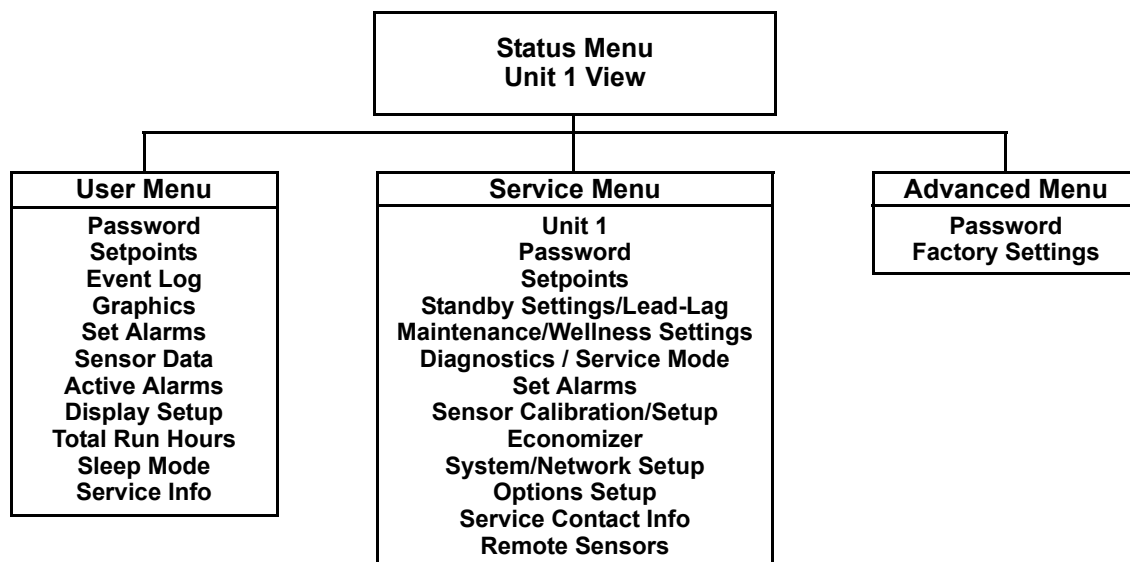 Status Menu
Unit 1 View
User Menu
Password
Setpoints
Event Log
Graphics
Set Alarms
Sensor Data
Active Alarms
Display Setup
Total Run Hours
Sleep Mode
Service Info
Service Menu
Unit 1
Password
Setpoints
Standby Settings/Lead-Lag
Maintenance/Wellness Settings
Diagnostics / Service Mode
Set Alarms
Sensor Calibration/Setup
Economizer
System/Network Setup
Options Setup
Service Contact Info
Remote Sensors
Advanced Menu
Password
Factory Settings